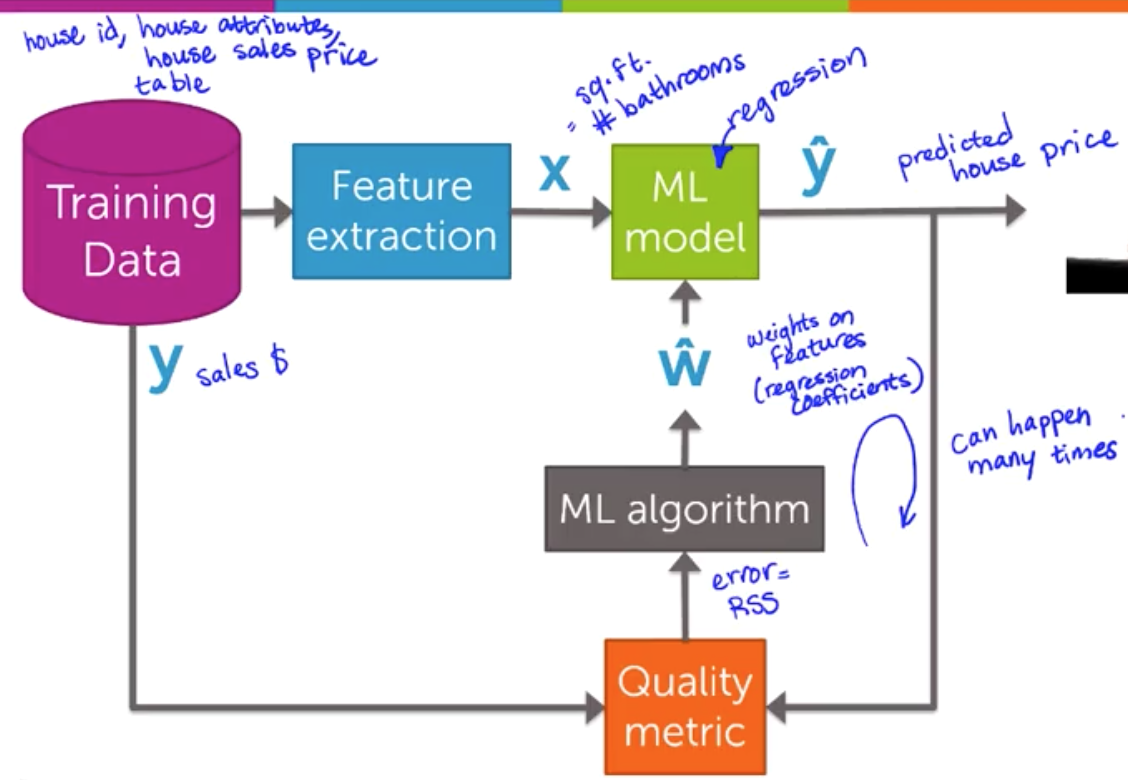 house id, house attributes,
house sales price
table
Training
Data
Feature
extraction
x
= sq.ft.
# bathrooms
regression
ML
model
ŷ
predicted
house price
y sales $
ŵ
weights on
features
(regression
coefficients)
can happen
many times
ML algorithm
error=
RSS
Quality
metric